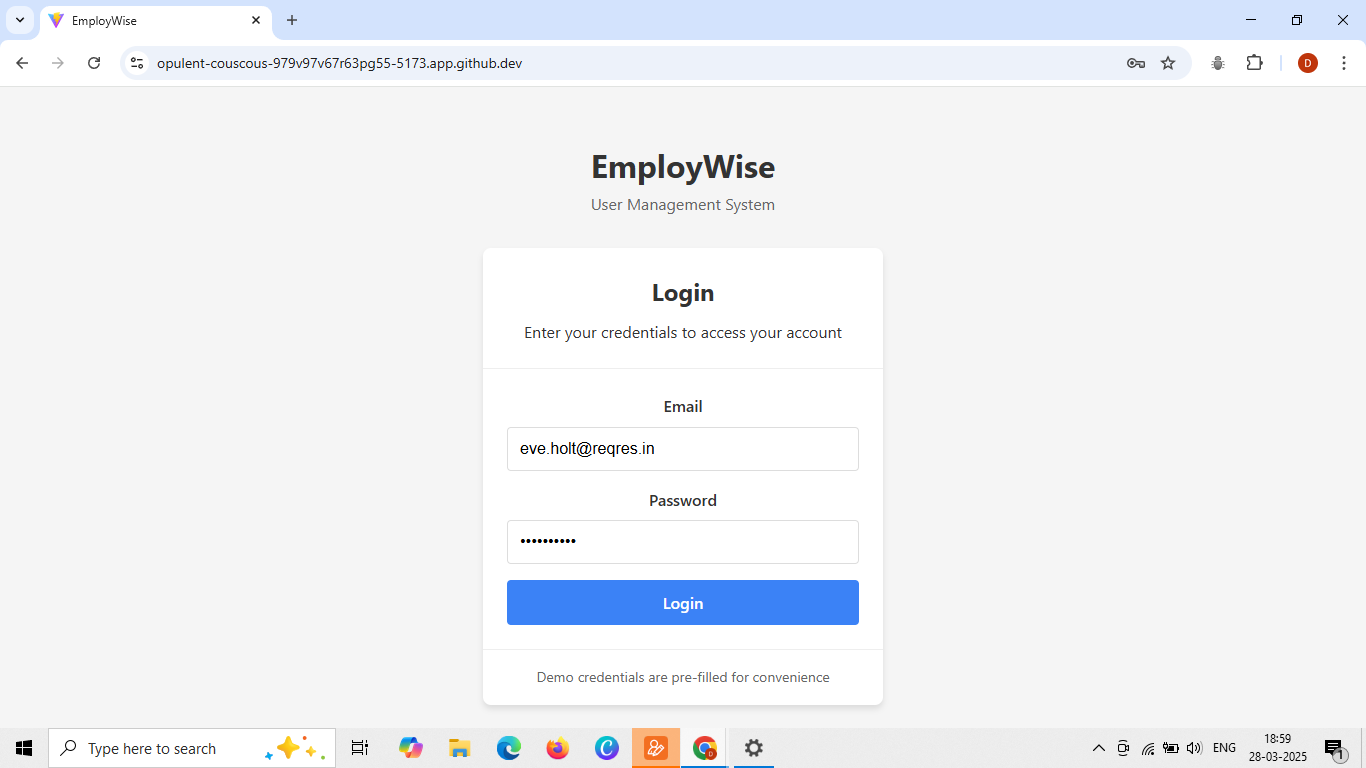 EmployWise
opulent-couscous-979v97v67r63pg55-5173.app.github.dev
D
EmployWise
User Management System
Login
Enter your credentials to access your account
Email
eve.holt@reqres.in
Password
••••••••••
Login
Demo credentials are pre-filled for convenience
Type here to search
D
ENG
18:59
28-03-2025
1